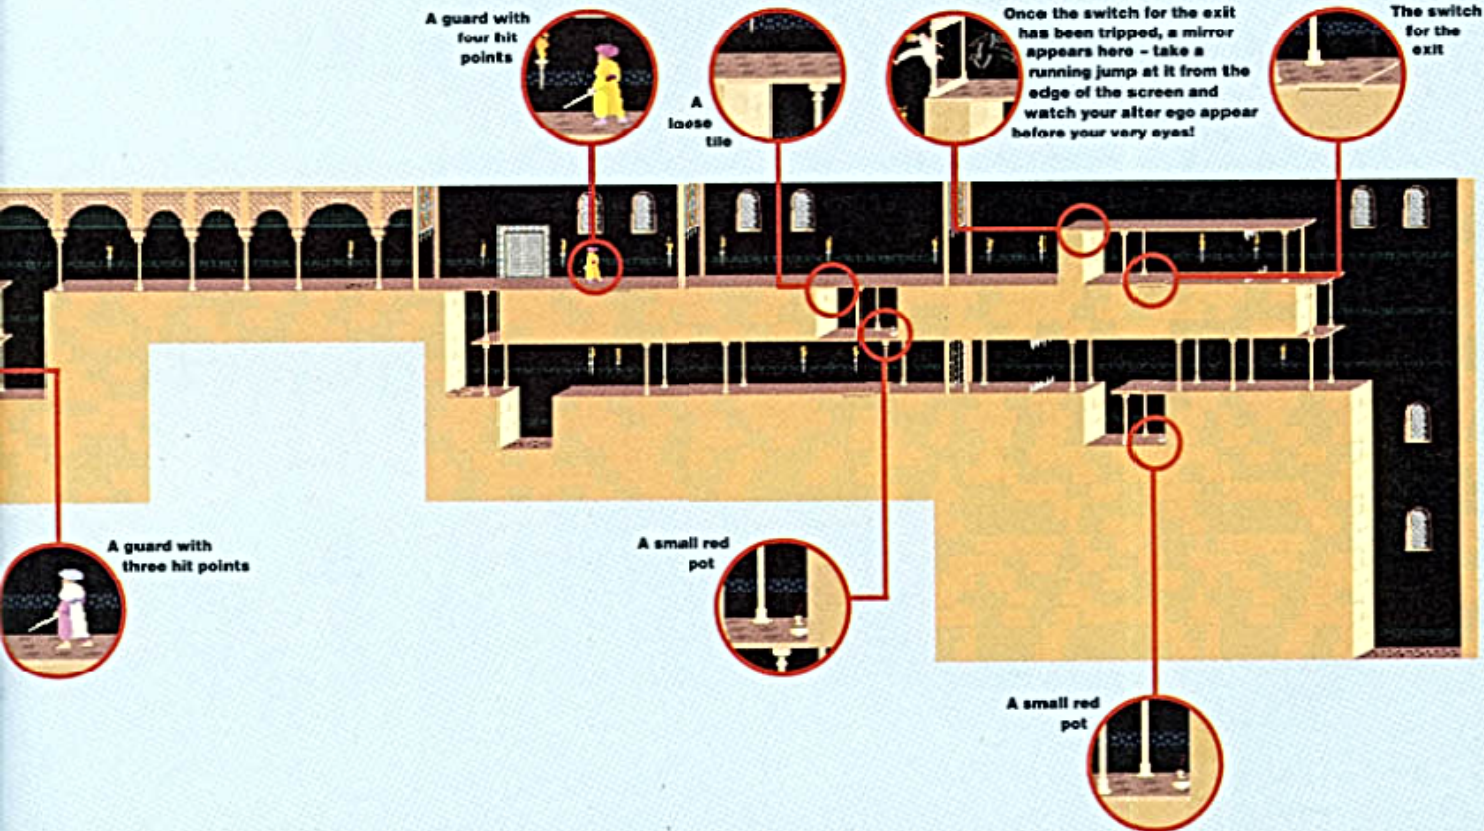 A guard with
four hit
points
A
loose
tile
Once the switch for the exit
has been tripped, a mirror
appears here – take a
running jump at it from the
edge of the screen and
watch your alter ego appear
before your very eyes!
The switch
for the
exit
A guard with
three hit points
A small red
pot
A small red
pot